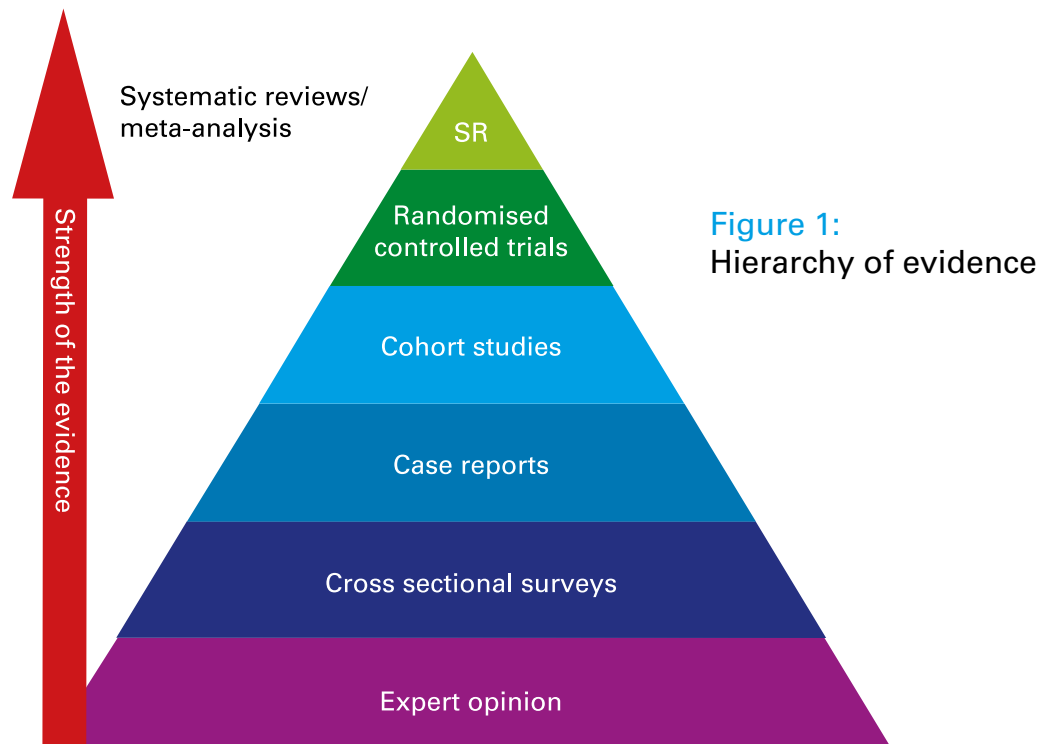 Systematic reviews/
meta-analysis
SR
Randomised
controlled trials
Figure 1:
Hierarchy of evidence
Strength of the evidence
Cohort studies
Case reports
Cross sectional surveys
Expert opinion